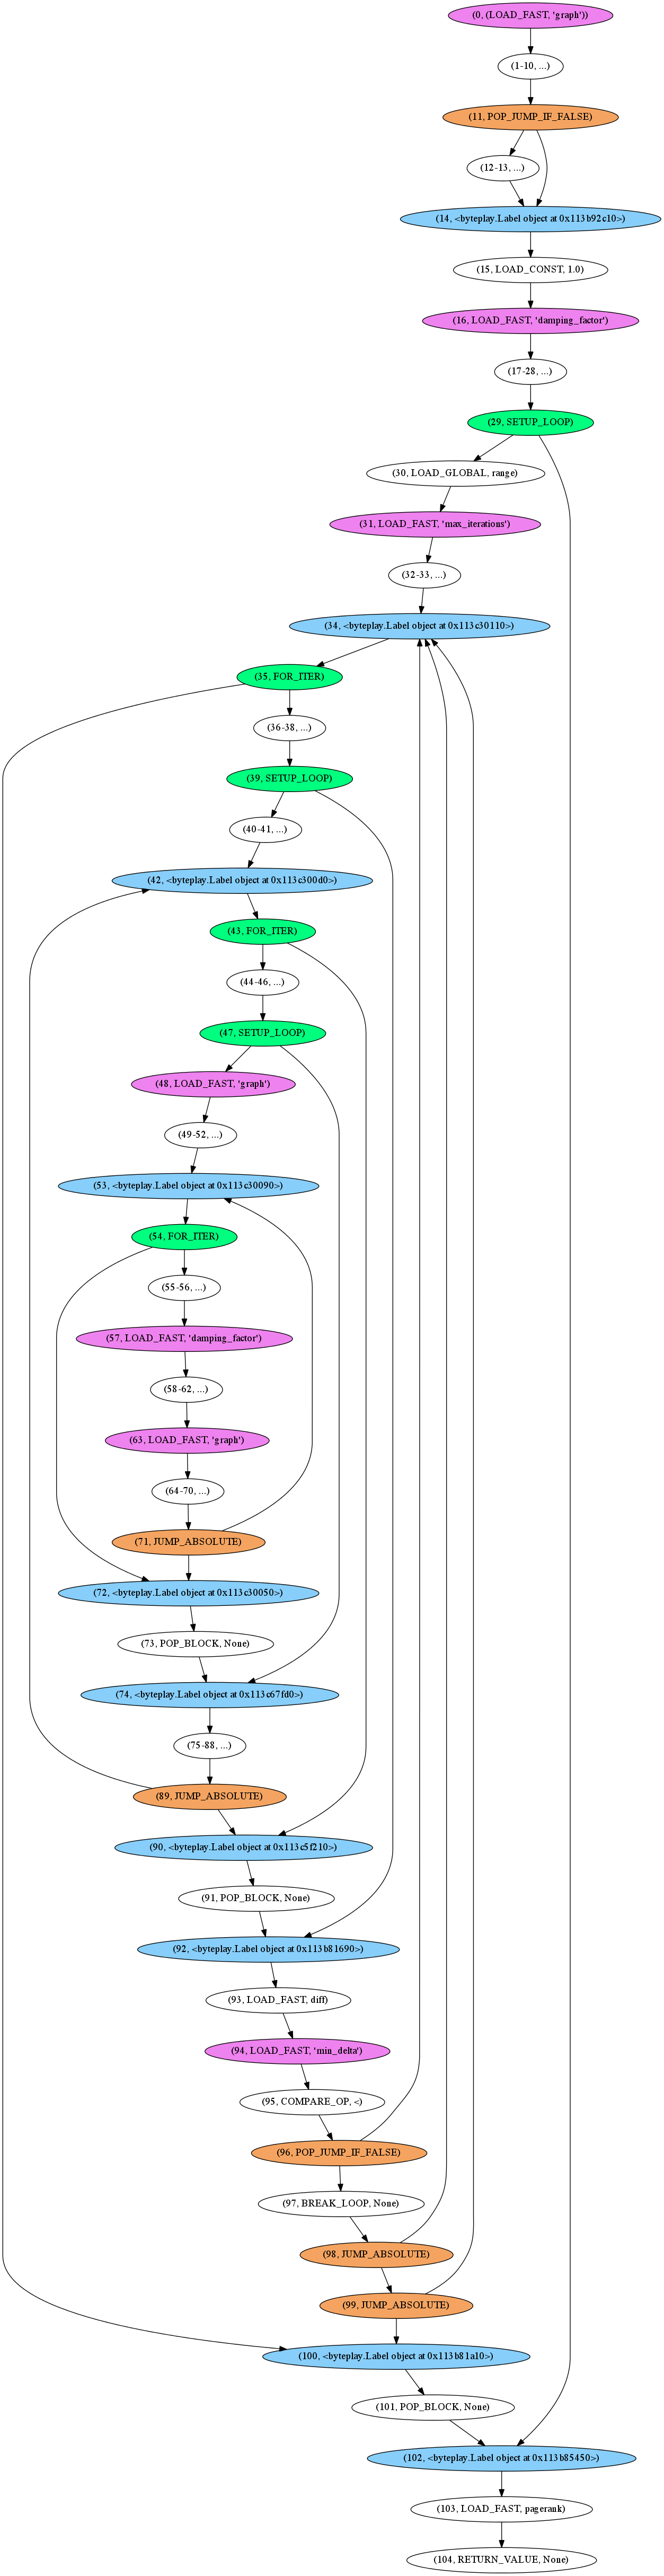 (0, (LOAD_FAST, 'graph'))
(1-10, ...)
(11, POP_JUMP_IF_FALSE)
(12-13, ...)
(14, <byteplay.Label object at 0x113b92c10>)
(15, LOAD_CONST, 1.0)
(16, LOAD_FAST, 'damping_factor')
(17-28, ...)
(29, SETUP_LOOP)
(30, LOAD_GLOBAL, range)
(31, LOAD_FAST, 'max_iterations')
(32-33, ...)
(34, <byteplay.Label object at 0x113c30110>)
(35, FOR_ITER)
(36-38, ...)
(39, SETUP_LOOP)
(40-41, ...)
(42, <byteplay.Label object at 0x113c300d0>)
(43, FOR_ITER)
(44-46, ...)
(47, SETUP_LOOP)
(48, LOAD_FAST, 'graph')
(49-52, ...)
(53, <byteplay.Label object at 0x113c30090>)
(54, FOR_ITER)
(55-56, ...)
(57, LOAD_FAST, 'damping_factor')
(58-62, ...)
(63, LOAD_FAST, 'graph')
(64-70, ...)
(71, JUMP_ABSOLUTE)
(72, <byteplay.Label object at 0x113c30050>)
(73, POP_BLOCK, None)
(74, <byteplay.Label object at 0x113c67fd0>)
(75-88, ...)
(89, JUMP_ABSOLUTE)
(90, <byteplay.Label object at 0x113c5f210>)
(91, POP_BLOCK, None)
(92, <byteplay.Label object at 0x113b81690>)
(93, LOAD_FAST, diff)
(94, LOAD_FAST, 'min_delta')
(95, COMPARE_OP, <)
(96, POP_JUMP_IF_FALSE)
(97, BREAK_LOOP, None)
(98, JUMP_ABSOLUTE)
(99, JUMP_ABSOLUTE)
(100, <byteplay.Label object at 0x113b81a10>)
(101, POP_BLOCK, None)
(102, <byteplay.Label object at 0x113b85450>)
(103, LOAD_FAST, pagerank)
(104, RETURN_VALUE, None)